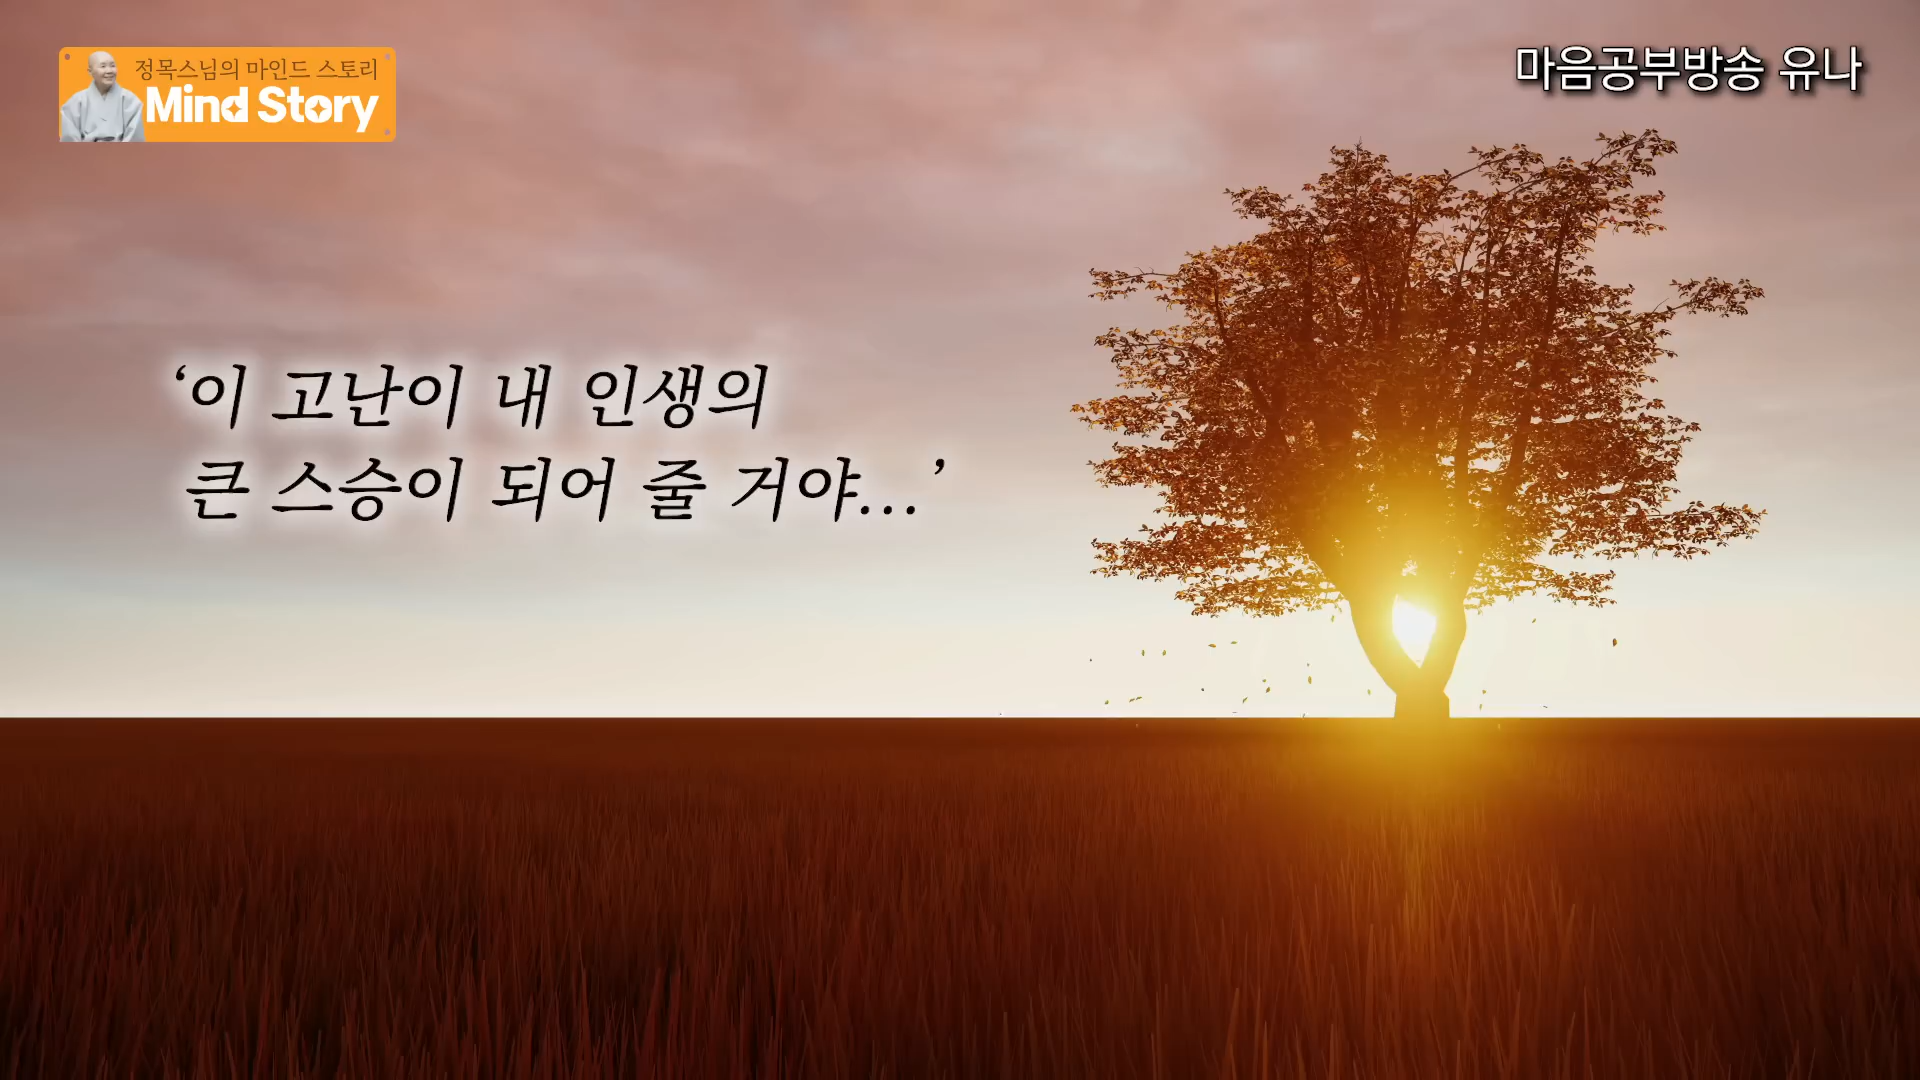 정목스님의 마인드 스토리
Mind Story
마음공부방송 유나
‘이 고난이 내 인생의
큰 스승이 되어 줄 거야...’